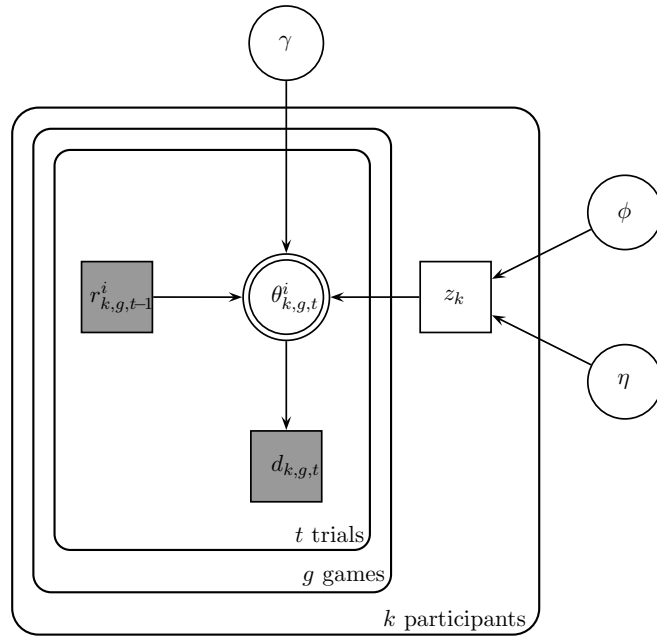 γ
ϕ
r^i_{k,g,t−1}
θ^i_{k,g,t}
z_k
η
d_{k,g,t}
t trials
g games
k participants